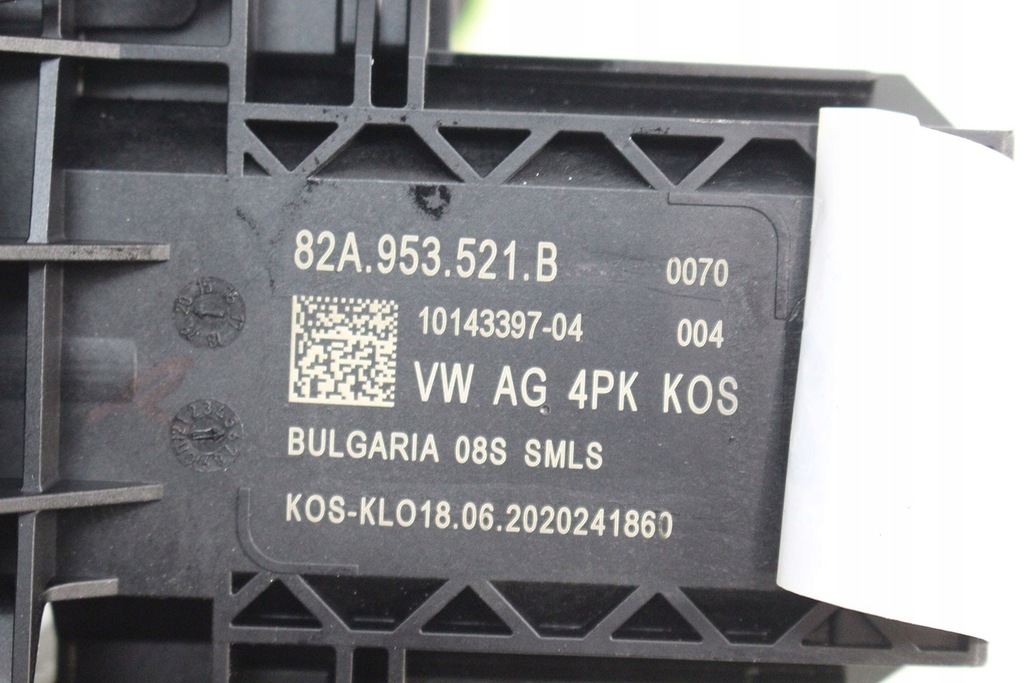 82A.953.521.B 0070
10143397-04 004
VW AG 4PK KOS
BULGARIA 08S SMLS
KOS-KLO18.06.2020241860